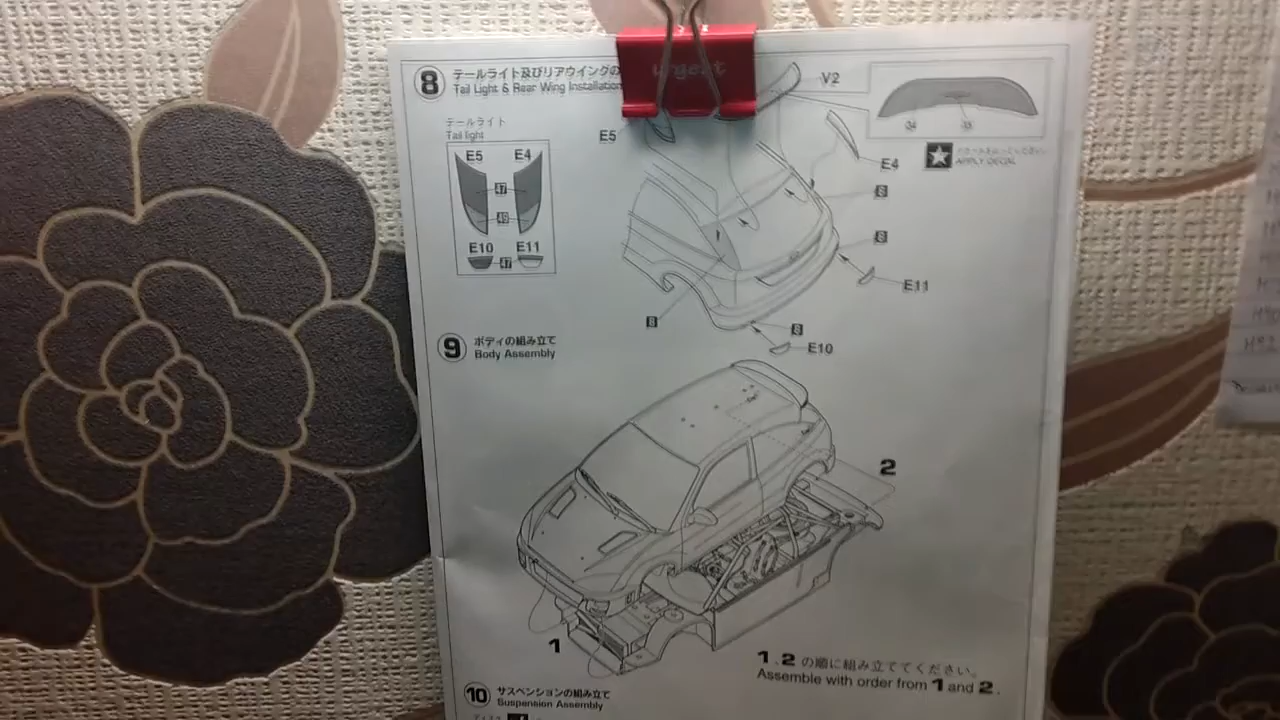 8 テールライト及びリアウイングの
Tail Light & Rear Wing Installation
V2
34 33
テールライト
Tail light
E5 E4
47
49
E10 E11
47
E5
E4
APPLY DECAL
8
8
E11
8
8
E10
9 ボディの組み立て
Body Assembly
2
1
1.2の順に組み立ててください。
Assemble with order from 1 and 2.
10 サスペンションの組み立て
Suspension Assembly